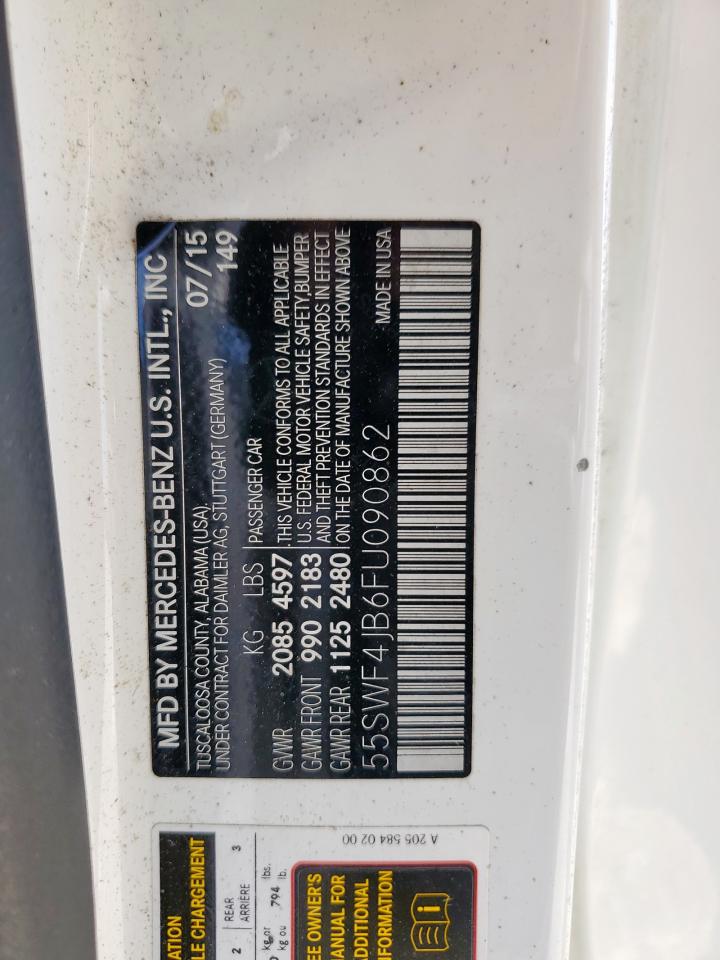 MFD BY MERCEDES-BENZ U.S. INTL., INC
TUSCALOOSA COUNTY, ALABAMA (USA) 07/15
UNDER CONTRACT FOR DAIMLER AG, STUTTGART (GERMANY) 149
KG LBS PASSENGER CAR
GVWR 2085 4597 THIS VEHICLE CONFORMS TO ALL APPLICABLE
GAWR FRONT 990 2183 U.S. FEDERAL MOTOR VEHICLE SAFETY, BUMPER
AND THEFT PREVENTION STANDARDS IN EFFECT
GAWR REAR 1125 2480 ON THE DATE OF MANUFACTURE SHOWN ABOVE
55SWF4JB6FU090862 MADE IN USA
CHARGEMENT
2 REAR 3
ARRIÈRE
kg or lbs.
kg ou 794 lb.
OWNER'S
MANUAL FOR
ADDITIONAL
INFORMATION
A 205 584 02 00